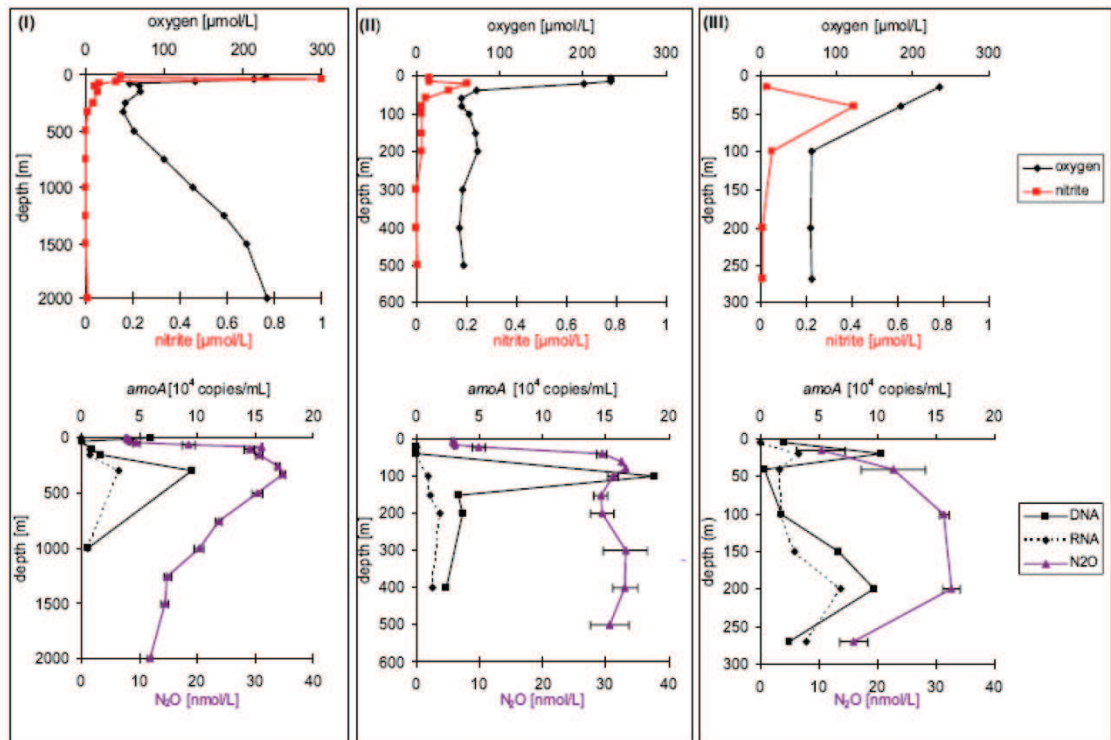 (I)
oxygen [µmol/L]
0 100 200 300
0
500
1000
1500
2000
depth [m]
0 0.2 0.4 0.6 0.8 1
nitrite [µmol/L]
(II)
oxygen [µmol/L]
0 100 200 300
0
100
200
300
400
500
600
depth [m]
0 0.2 0.4 0.6 0.8 1
nitrite [µmol/L]
(III)
oxygen [µmol/L]
0 100 200 300
0
50
100
150
200
250
300
depth [m]
0 0.4 0.6 0.8 1
nitrite [µmol/L]
oxygen
nitrite
amoA[10⁴ copies/mL]
0 5 10 15 20
0
500
1000
1500
2000
depth [m]
0 10 20 30 40
N₂O [nmol/L]
amoA [10⁴ copies/mL]
0 5 10 15 20
0
100
200
300
400
500
600
depth [m]
0 10 20 30 40
N₂O [nmol/L]
amoA [10⁴ copies/mL]
0 5 10 15 20
0
50
100
150
200
250
300
depth (m]
0 10 20 30 40
N₂O [nmol/L]
DNA
RNA
N2O